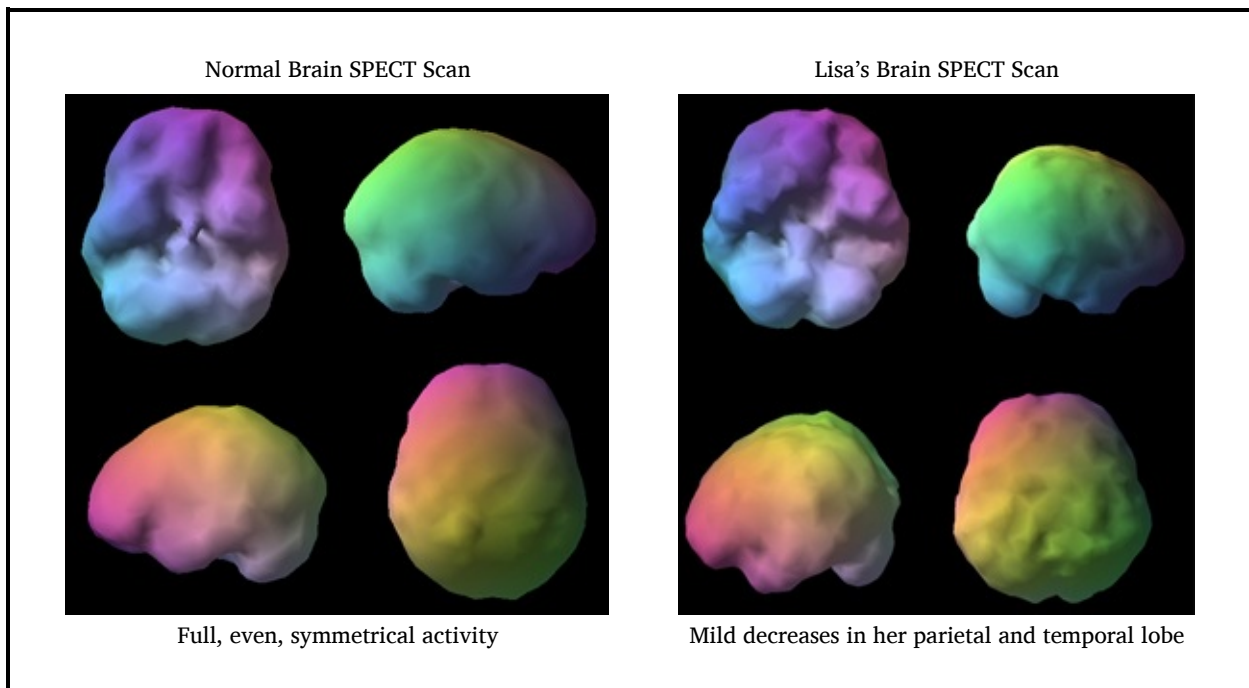 Normal Brain SPECT Scan
Lisa’s Brain SPECT Scan
Full, even, symmetrical activity
Mild decreases in her parietal and temporal lobe